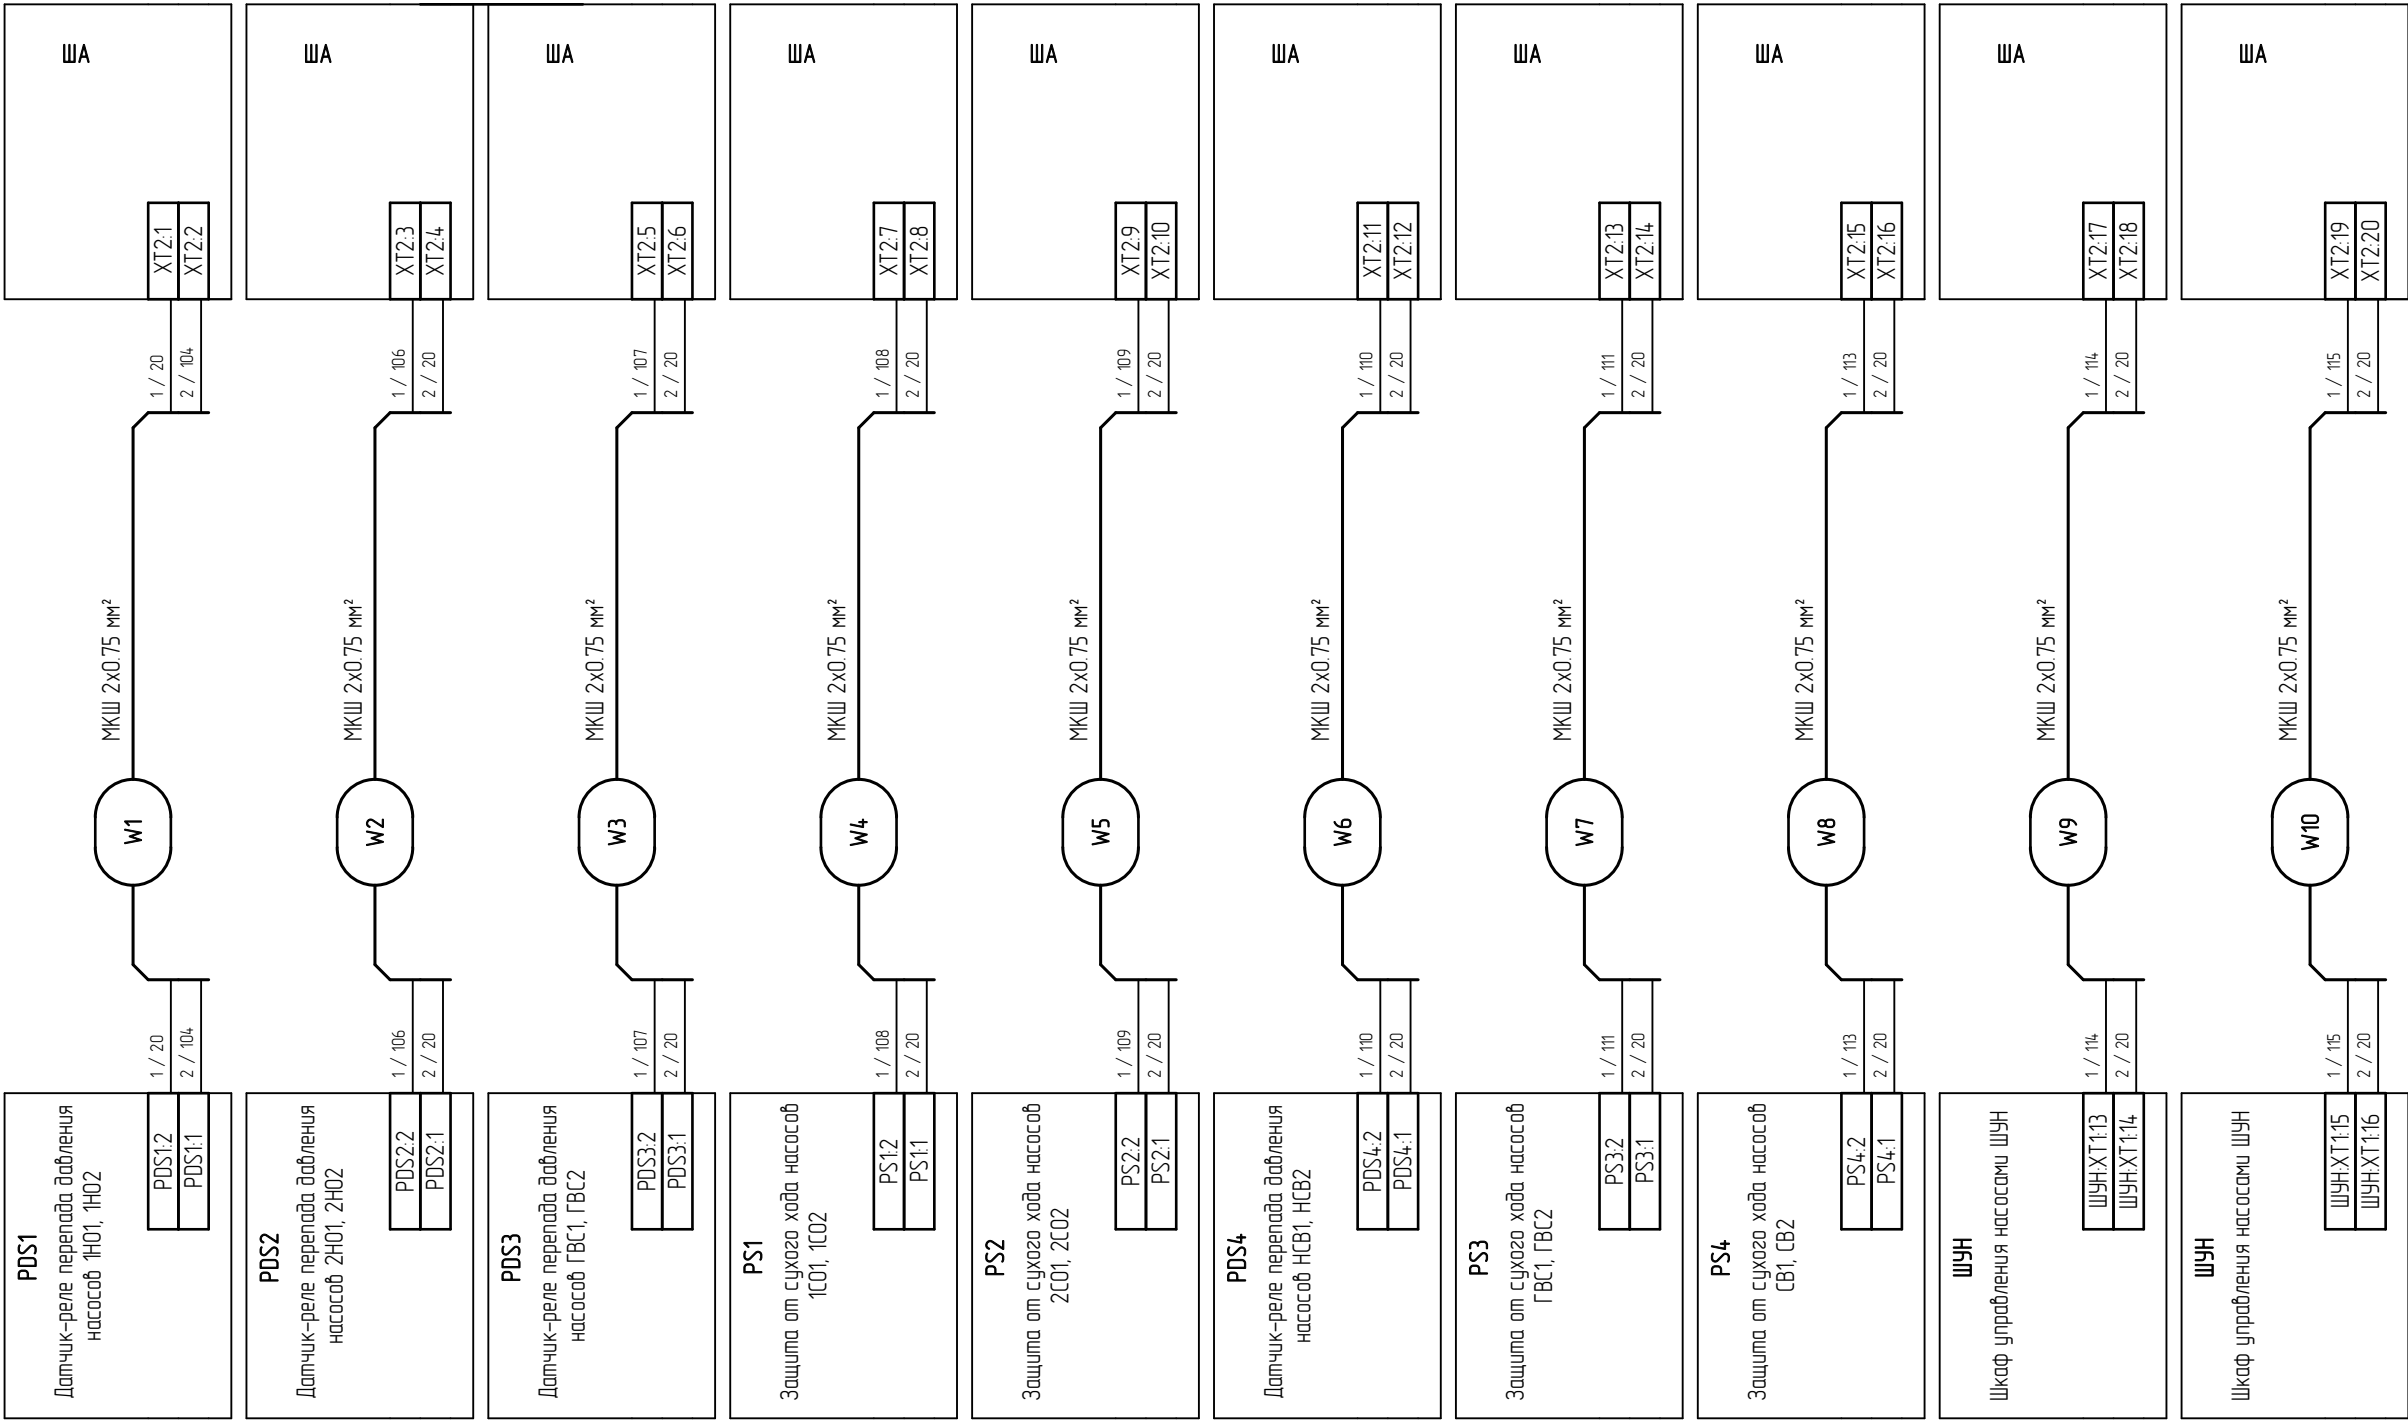 PDS1
Датчик-реле перепада давления
насосов 1НО1, 1НО2
PDS1:2
PDS1:1
1 / 20
2 / 104
W1
МКШ 2x0.75 мм²
1 / 20
2 / 104
XT2:1
XT2:2
ША
PDS2
Датчик-реле перепада давления
насосов 2НО1, 2НО2
PDS2:2
PDS2:1
1 / 106
2 / 20
W2
МКШ 2x0.75 мм²
1 / 106
2 / 20
XT2:3
XT2:4
ША
PDS3
Датчик-реле перепада давления
насосов ГВС1, ГВС2
PDS3:2
PDS3:1
1 / 107
2 / 20
W3
МКШ 2x0.75 мм²
1 / 107
2 / 20
XT2:5
XT2:6
ША
PS1
Защита от сухого хода насосов
1СО1, 1СО2
PS1:2
PS1:1
1 / 108
2 / 20
W4
МКШ 2x0.75 мм²
1 / 108
2 / 20
XT2:7
XT2:8
ША
PS2
Защита от сухого хода насосов
2СО1, 2СО2
PS2:2
PS2:1
1 / 109
2 / 20
W5
МКШ 2x0.75 мм²
1 / 109
2 / 20
XT2:9
XT2:10
ША
PDS4
Датчик-реле перепада давления
насосов НСВ1, НСВ2
PDS4:2
PDS4:1
1 / 110
2 / 20
W6
МКШ 2x0.75 мм²
1 / 110
2 / 20
XT2:11
XT2:12
ША
PS3
Защита от сухого хода насосов
ГВС1, ГВС2
PS3:2
PS3:1
1 / 111
2 / 20
W7
МКШ 2x0.75 мм²
1 / 111
2 / 20
XT2:13
XT2:14
ША
PS4
Защита от сухого хода насосов
СВ1, СВ2
PS4:2
PS4:1
1 / 113
2 / 20
W8
МКШ 2x0.75 мм²
1 / 113
2 / 20
XT2:15
XT2:16
ША
ШУН
Шкаф управления насосами ШУН
ШУН:XT1:13
ШУН:XT1:14
1 / 114
2 / 20
W9
МКШ 2x0.75 мм²
1 / 114
2 / 20
XT2:17
XT2:18
ША
ШУН
Шкаф управления насосами ШУН
ШУН:XT1:15
ШУН:XT1:16
1 / 115
2 / 20
W10
МКШ 2x0.75 мм²
1 / 115
2 / 20
XT2:19
XT2:20
ША